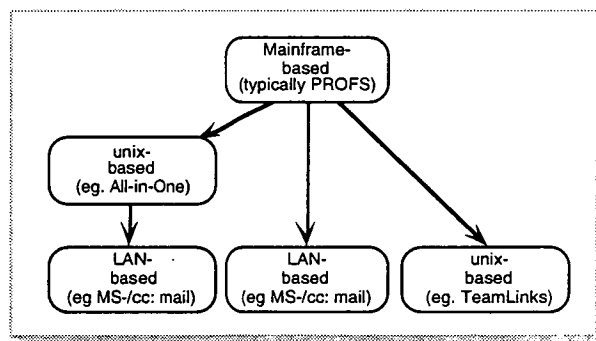 Mainframe-
based
(typically PROFS)
unix-
based
(eg. All-in-One)
LAN-
based
(eg MS-/cc: mail)
LAN-
based
(eg MS-/cc: mail)
unix-
based
(eg. TeamLinks)